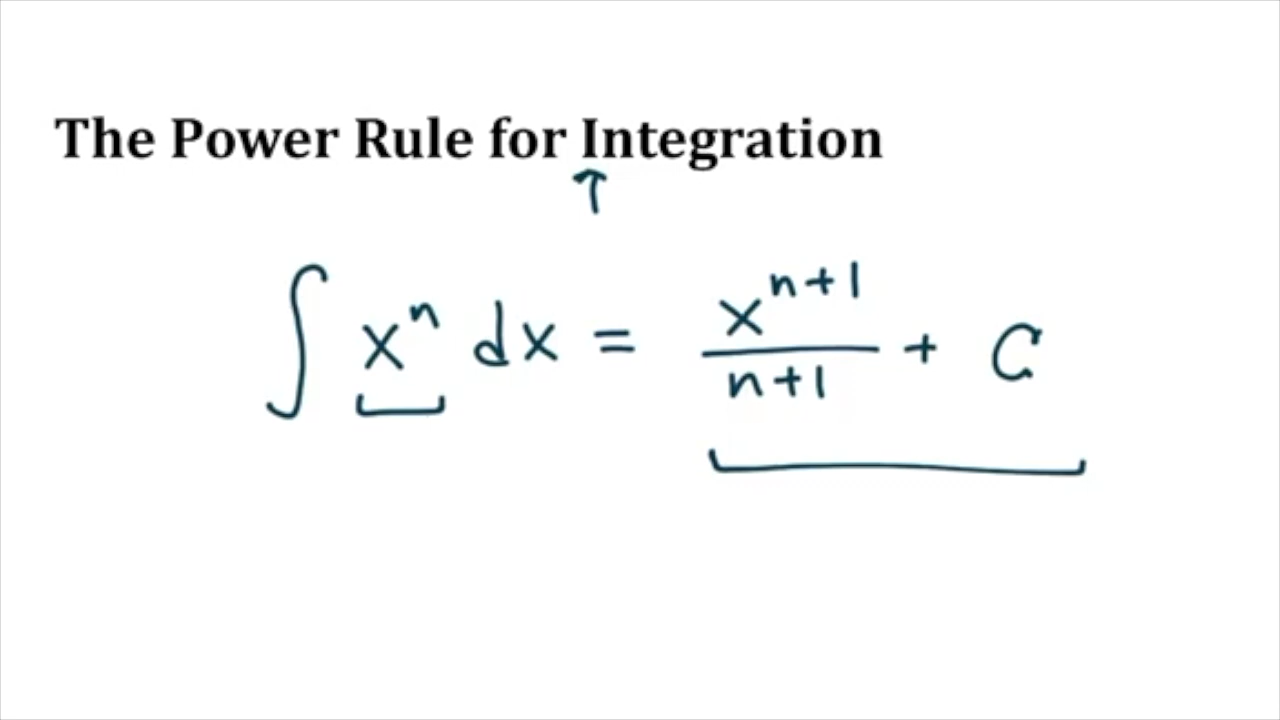 The Power Rule for Integration
↑
∫ xⁿ dx = xⁿ⁺¹/n+1 + C